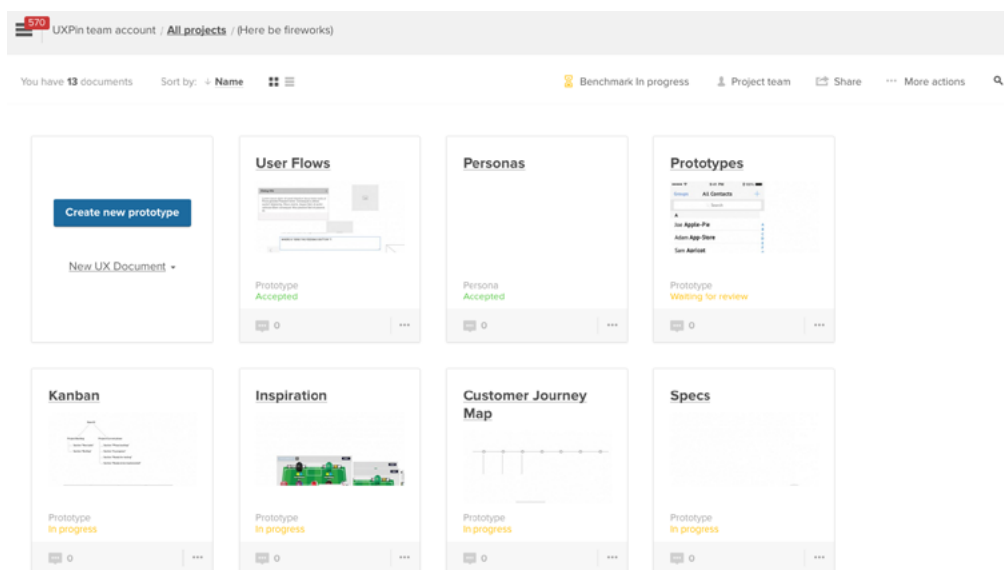 570
UXPin team account / All projects / (Here be fireworks)
You have 13 documents
Sort by: Name
Benchmark In progress
Project team
Share
More actions
Create new prototype
New UX Document
User Flows
Prototype
Accepted
0
Personas
Persona
Accepted
0
Prototypes
Groups
All Contacts
Search
A
Joe Apple-Pie
Adam App-Store
Sam Apricot
Prototype
Waiting for review
0
Kanban
Prototype
In progress
0
Inspiration
Prototype
In progress
0
Customer Journey
Map
Prototype
In progress
0
Specs
Prototype
In progress
0